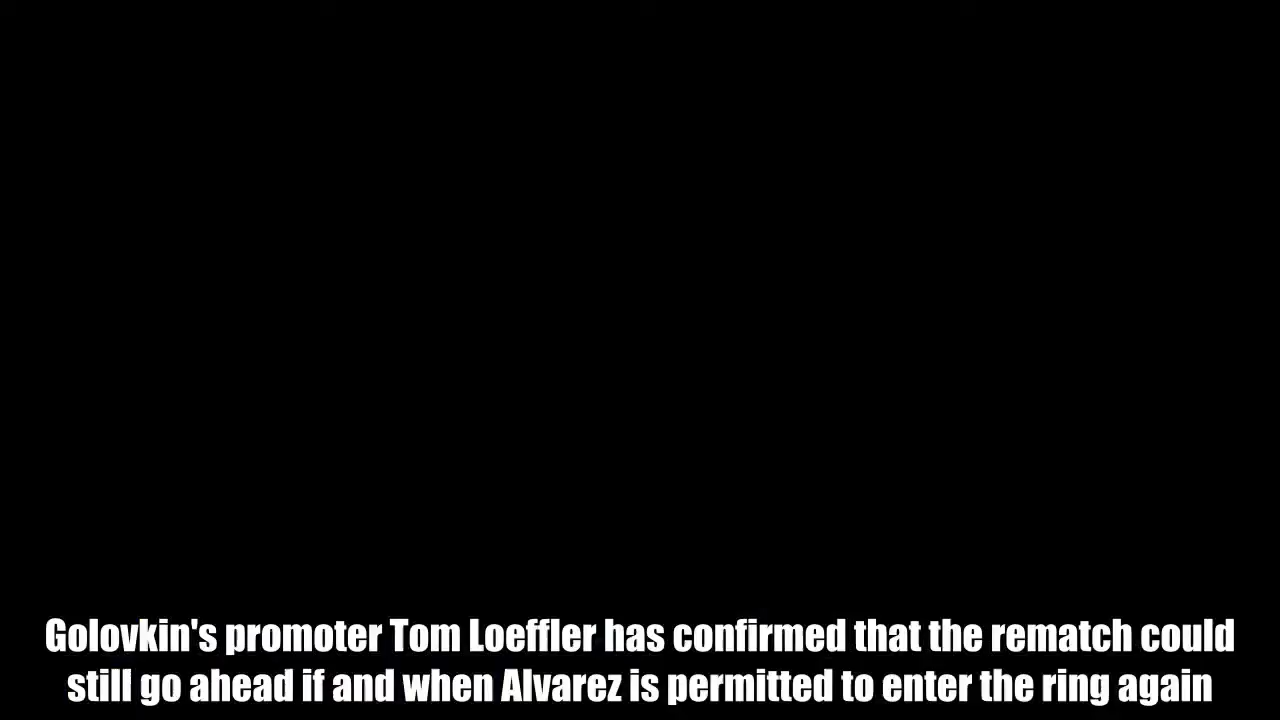 Golovkin's promoter Tom Loeffler has confirmed that the rematch could
still go ahead if and when Alvarez is permitted to enter the ring again